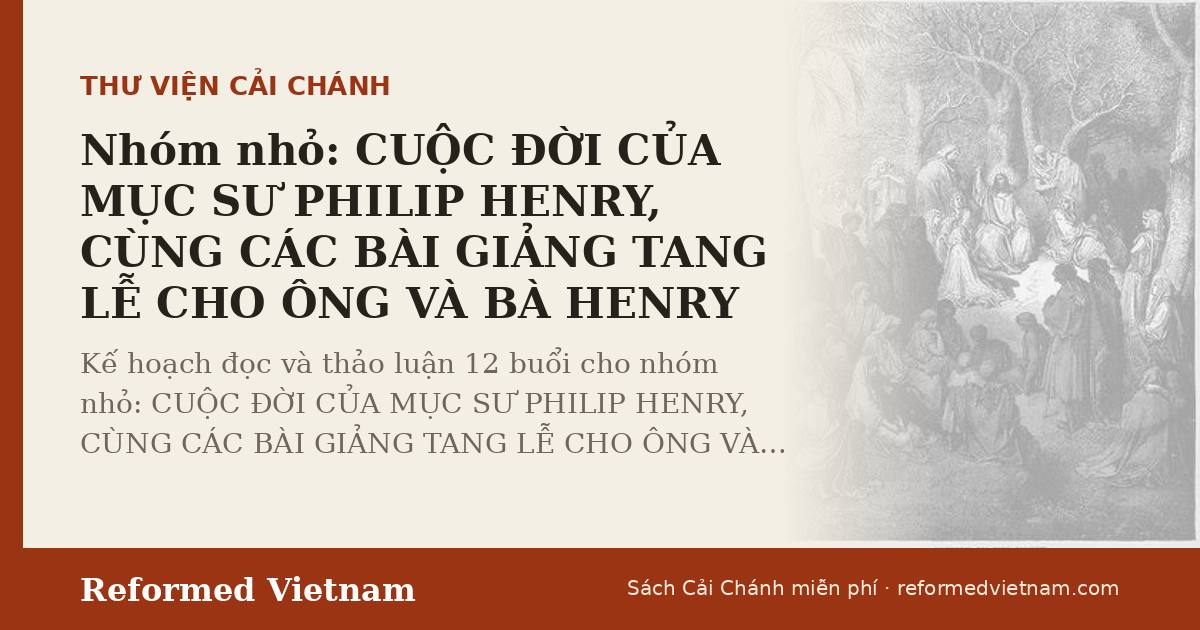 THƯ VIỆN CẢI CHÁNH
Nhóm nhỏ: CUỘC ĐỜI CỦA
MỤC SƯ PHILIP HENRY,
CÙNG CÁC BÀI GIẢNG TANG
LỄ CHO ÔNG VÀ BÀ HENRY
Kế hoạch đọc và thảo luận 12 buổi cho nhóm
nhỏ: CUỘC ĐỜI CỦA MỤC SƯ PHILIP HENRY,
CÙNG CÁC BÀI GIẢNG TANG LỄ CHO ÔNG VÀ...
Reformed Vietnam
Sách Cải Chánh miễn phí · reformedvietnam.com